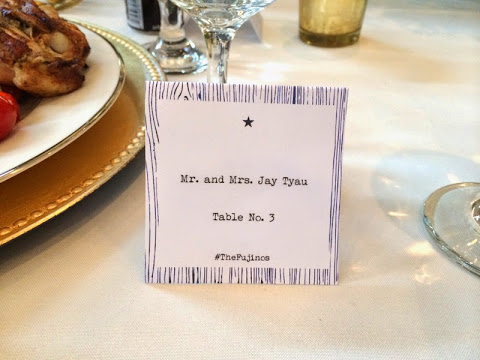 Mr. and Mrs. Jay Tyau
Table No. 3
#TheFujinos